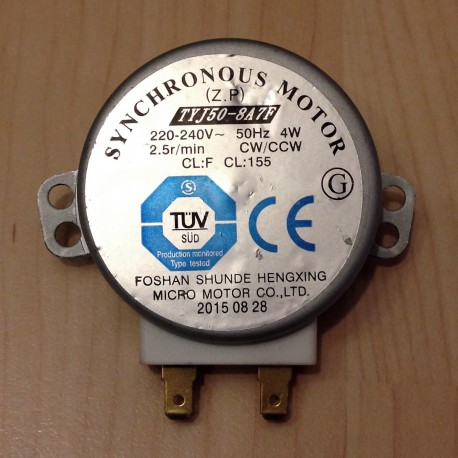 SYNCHRONOUS MOTOR
(Z.P)
TYJ50-8A7F
220-240V~ 50Hz 4W
2.5r/min CW/CCW
CL:F CL:155
G
S
TÜV
SÜD
CE
Production monitored
Type tested
FOSHAN SHUNDE HENGXING
MICRO MOTOR CO.,LTD.
2015 08 28